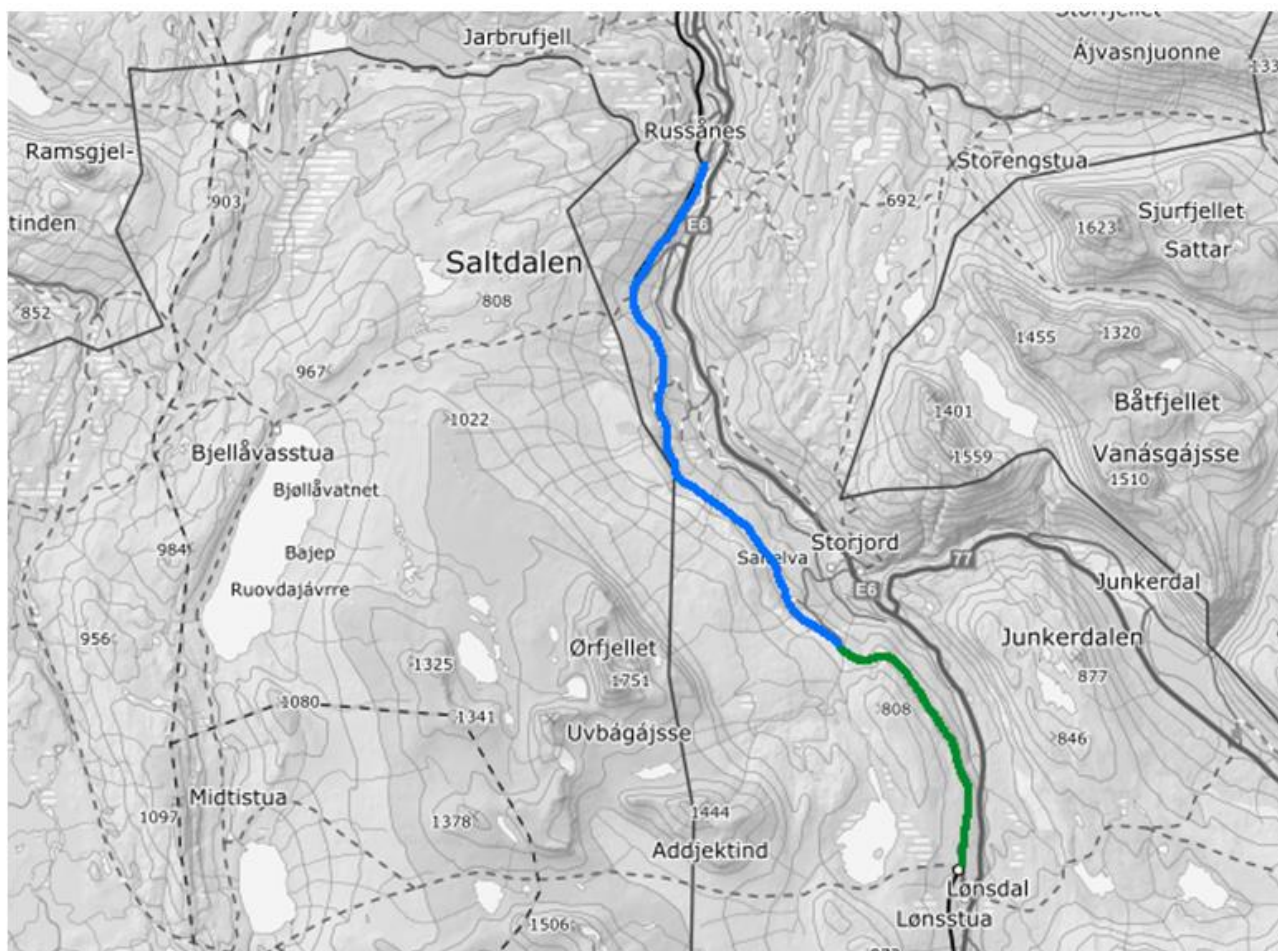 Storfjellet
Jarbrufjell
Ájvasnjuonne
133
Russånes
Ramsgjel-
Storengstua
903
692
Sjurfjellet
tinden
E6
1623
Sattar
Saltdalen
808
852
1455
1320
967
1401
Båtfjellet
1022
Bjellåvasstua
1559
Vanásgájsse
1510
Bjøllåvatnet
984
Bajep
Storjord
77
Ruovdajávrre
E6
Junkerdal
956
Ørfjellet
Junkerdalen
1325
1751
877
1080
1341
808
Uvbágájsse
846
Midtistua
1097
1378
1444
Addjektind
Lønsdal
1506
Lønsstua